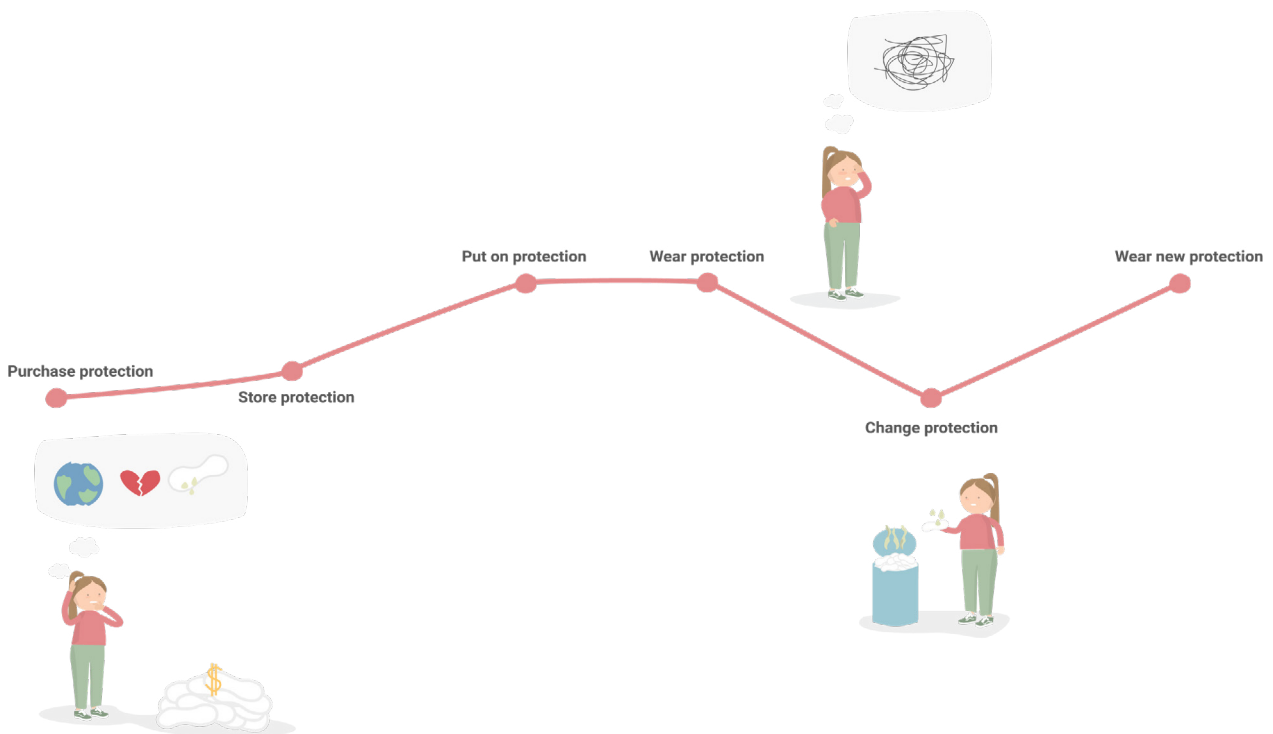 Put on protection
Wear protection
Wear new protection
Purchase protection
Store protection
Change protection
$